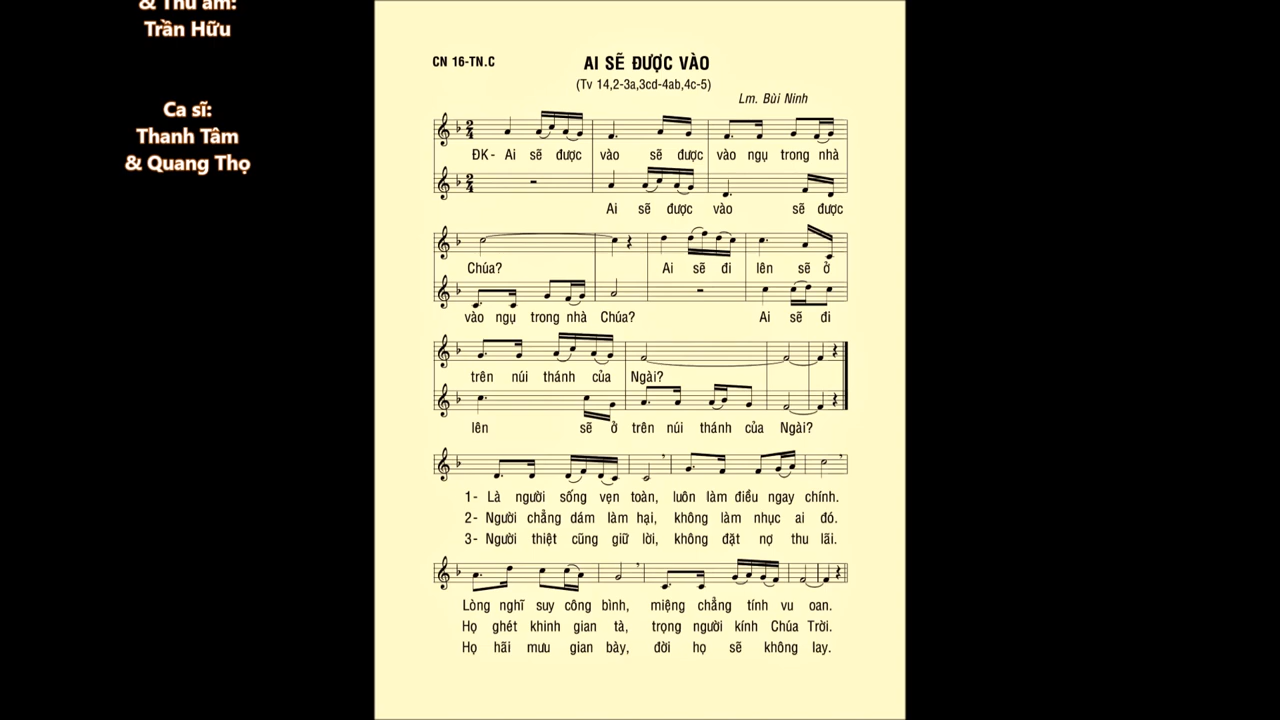 & Thu âm:
Trần Hữu
Ca sĩ:
Thanh Tâm
& Quang Thọ
CN 16-TN.C
AI SẼ ĐƯỢC VÀO
(Tv 14,2-3a,3cd-4ab,4c-5)
Lm. Bùi Ninh
ĐK- Ai sẽ được vào sẽ được vào ngụ trong nhà
Ai sẽ được vào sẽ được
Chúa? Ai sẽ đi lên sẽ ở
vào ngụ trong nhà Chúa? Ai sẽ đi
trên núi thánh của Ngài?
lên sẽ ở trên núi thánh của Ngài?
1- Là người sống vẹn toàn, luôn làm điều ngay chính.
2- Người chẳng dám làm hại, không làm nhục ai đó.
3- Người thiệt cũng giữ lời, không đặt nợ thu lãi.
Lòng nghĩ suy công bình, miệng chẳng tính vu oan.
Họ ghét khinh gian tà, trọng người kính Chúa Trời.
Họ hãi mưu gian bày, đời họ sẽ không lay.